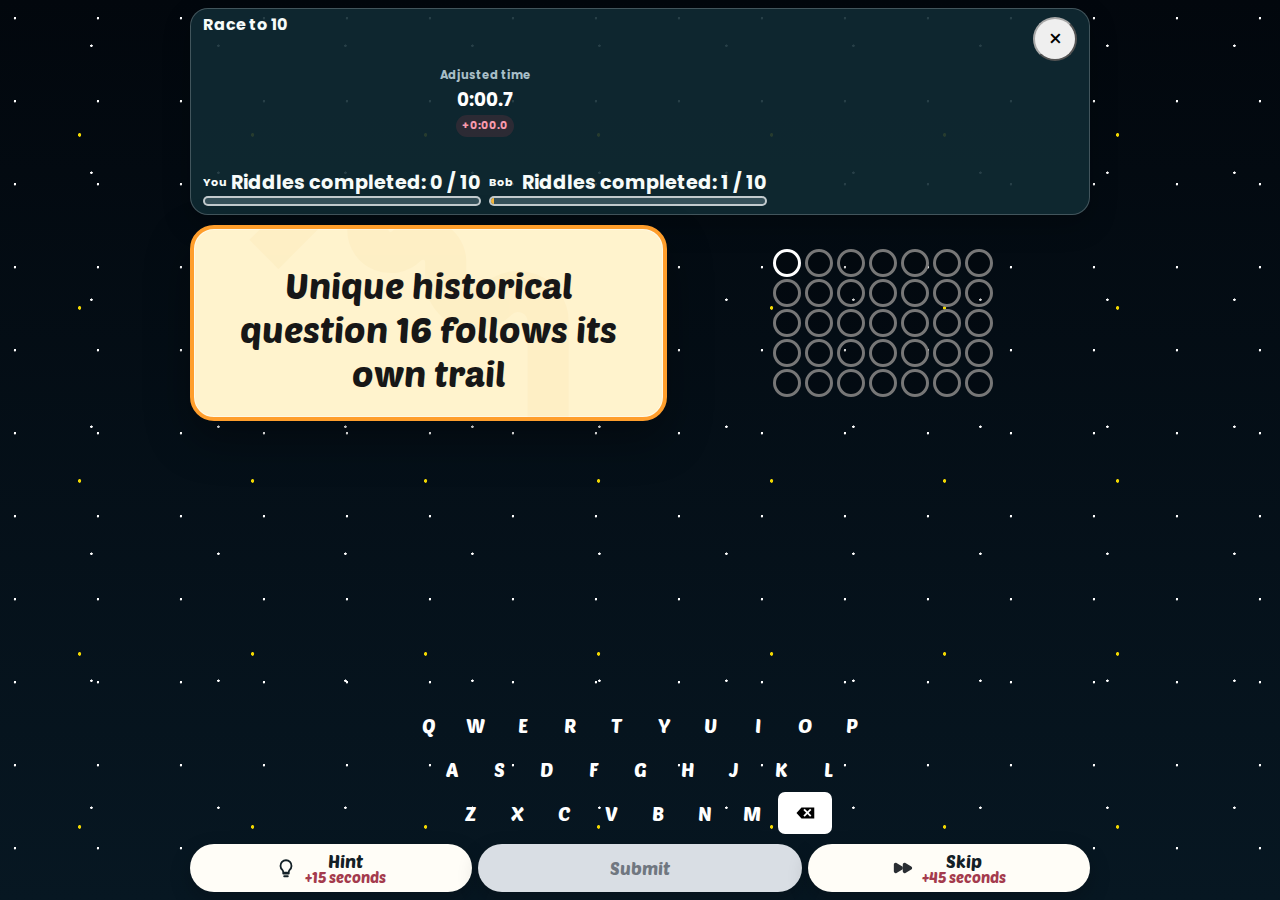 Race to 10
Adjusted time
0:00.7
+0:00.0
You Riddles completed: 0 / 10 Bob Riddles completed: 1 / 10
Unique historical
question 16 follows its
own trail
Q W E R T Y U I O P
A S D F G H J K L
Z X C V B N M
Hint
+15 seconds
Submit
Skip
+45 seconds